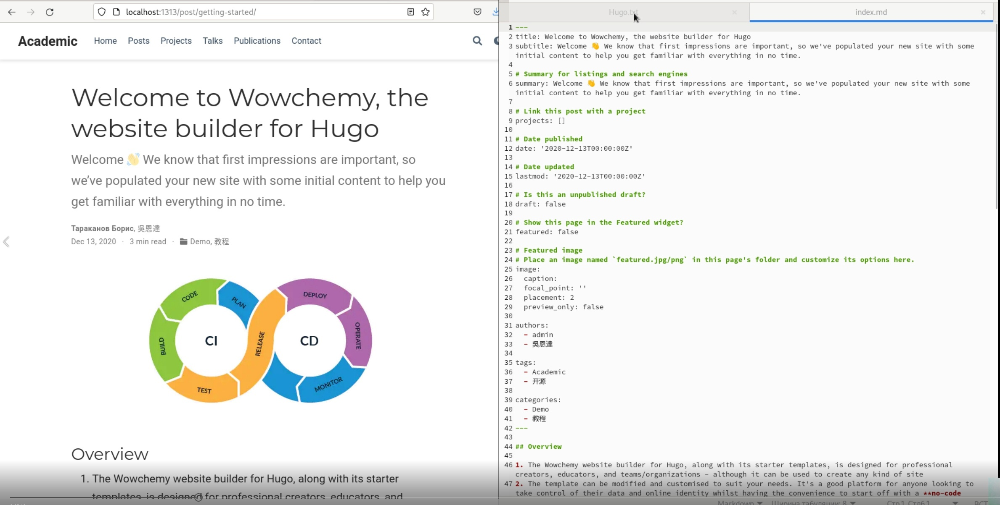 localhost:1313/post/getting-started/
Academic Home Posts Projects Talks Publications Contact
Welcome to Wowchemy, the
website builder for Hugo
Welcome 👋 We know that first impressions are important, so
we've populated your new site with some initial content to help you
get familiar with everything in no time.
Тараканов Борис, 吳恩達
Dec 13, 2020 · 3 min read · Demo, 教程
CODE
PLAN
DEPLOY
OPERATE
BUILD
CI
RELEASE
CD
TEST
MONITOR
Overview
1. The Wowchemy website builder for Hugo, along with its starter
templates, is designed for professional creators, educators, and
Hugo.txt
index.md
1 ---
2 title: Welcome to Wowchemy, the website builder for Hugo
3 subtitle: Welcome 👋 We know that first impressions are important, so we've populated your new site with some
initial content to help you get familiar with everything in no time.
4
5 # Summary for listings and search engines
6 summary: Welcome 👋 We know that first impressions are important, so we've populated your new site with some
initial content to help you get familiar with everything in no time.
7
8 # Link this post with a project
9 projects: []
10
11 # Date published
12 date: '2020-12-13T00:00:00Z'
13
14 # Date updated
15 lastmod: '2020-12-13T00:00:00Z'
16
17 # Is this an unpublished draft?
18 draft: false
19
20 # Show this page in the Featured widget?
21 featured: false
22
23 # Featured image
24 # Place an image named `featured.jpg/png` in this page's folder and customize its options here.
25 image:
26   caption:
27   focal_point: ''
28   placement: 2
29   preview_only: false
30
31 authors:
32   - admin
33   - 吳恩達
34
35 tags:
36   - Academic
37   - 开源
38
39 categories:
40   - Demo
41   - 教程
42 ---
43
44 ## Overview
45
46 1. The Wowchemy website builder for Hugo, along with its starter templates, is designed for professional
creators, educators, and teams/organizations - although it can be used to create any kind of site
47 2. The template can be modified and customised to suit your needs. It's a good platform for anyone looking to
take control of their data and online identity whilst having the convenience to start off with a **no-code
Markdown Ширина табуляции: 8 Стр 1, Стлб 1 ВСТ